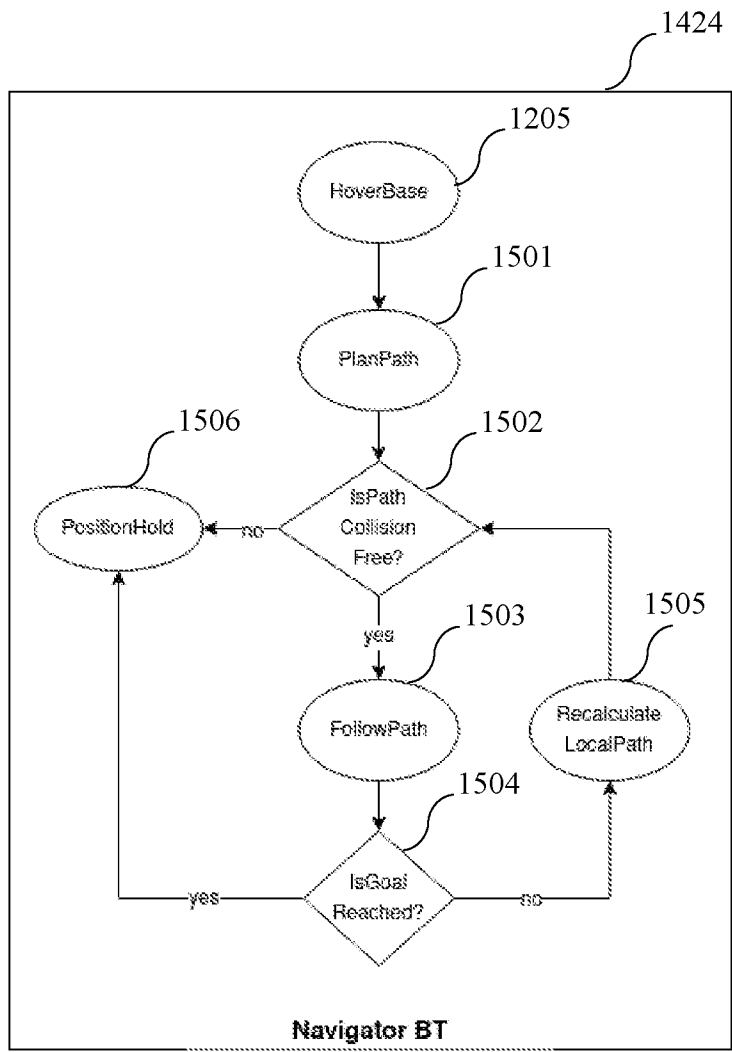 1424
1205
HoverBase
1501
PlanPath
1506
1502
PositionHold
no
IsPath
Collision
Free?
yes
1503
1505
FollowPath
Recalculate
LocalPath
1504
yes
IsGoal
Reached?
no
Navigator BT